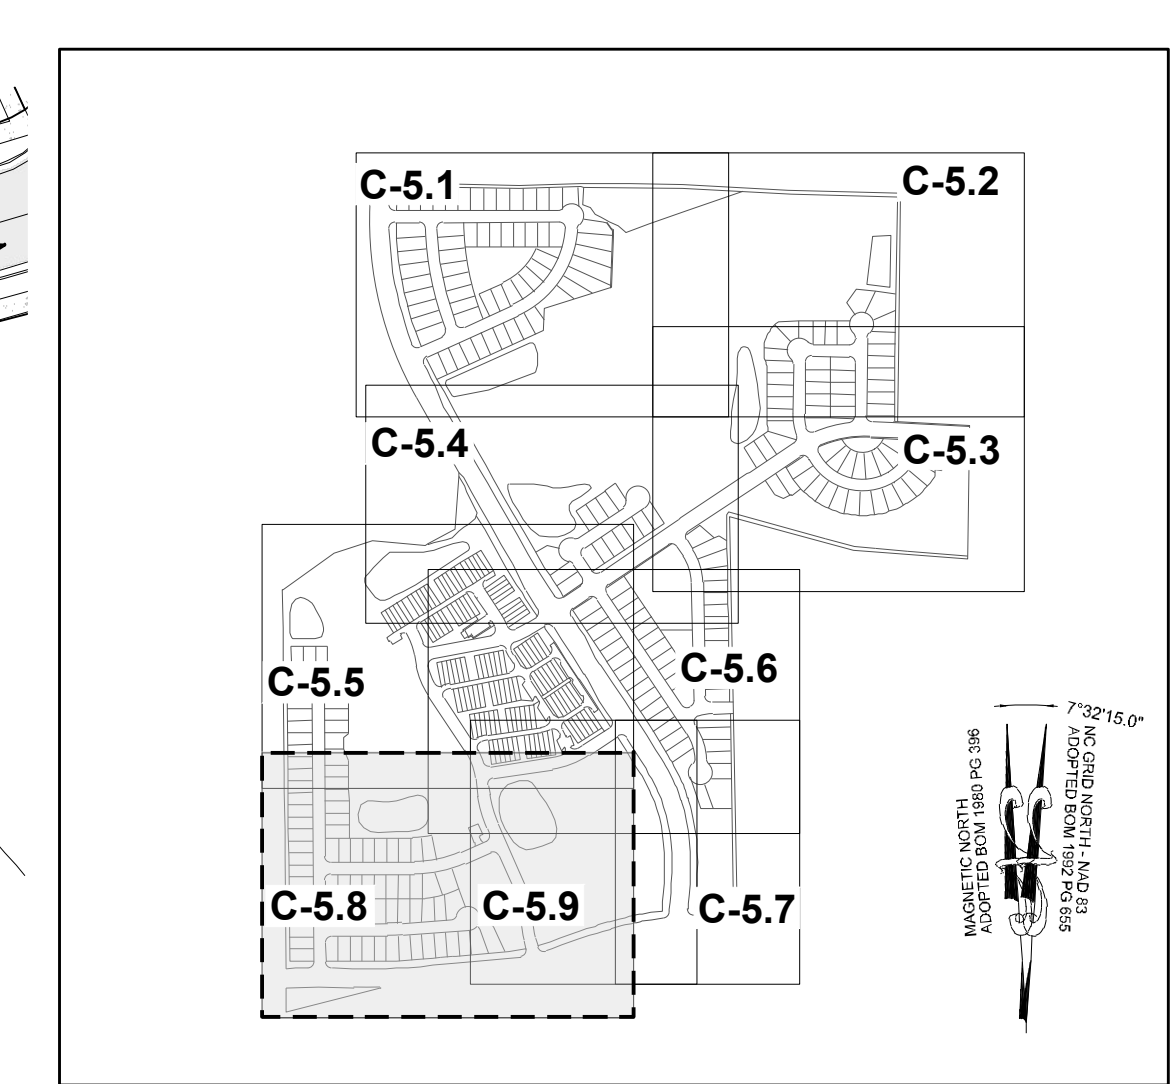 C-5.1
C-5.2
C-5.4
C-5.3
C-5.6
C-5.5
C-5.8
C-5.9
C-5.7
7°32'15.0"
MAGNETIC NORTH
ADOPTED BOM 1980 PG 396
NC GRID NORTH - NAD 83
ADOPTED BOM 1992 PG 655